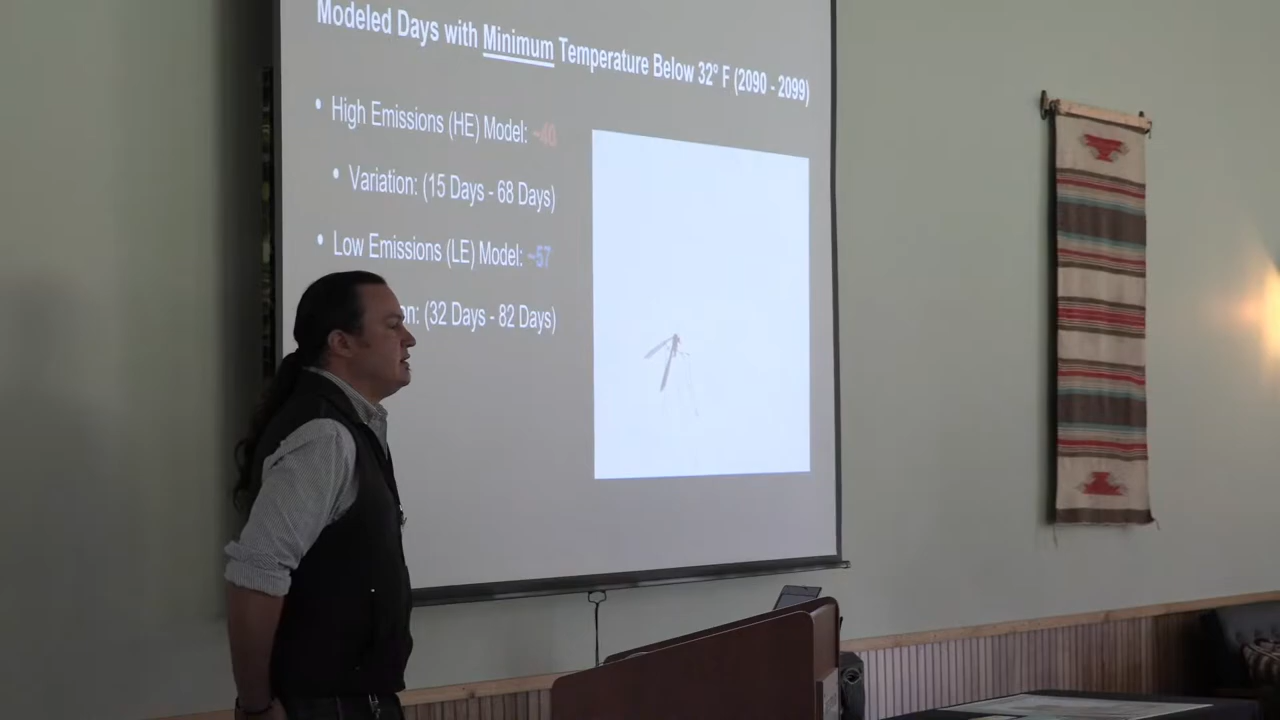 Modeled Days with Minimum Temperature Below 32° F (2090 - 2099)
• High Emissions (HE) Model: ~40
• Variation: (15 Days - 68 Days)
• Low Emissions (LE) Model: ~57
on: (32 Days - 82 Days)